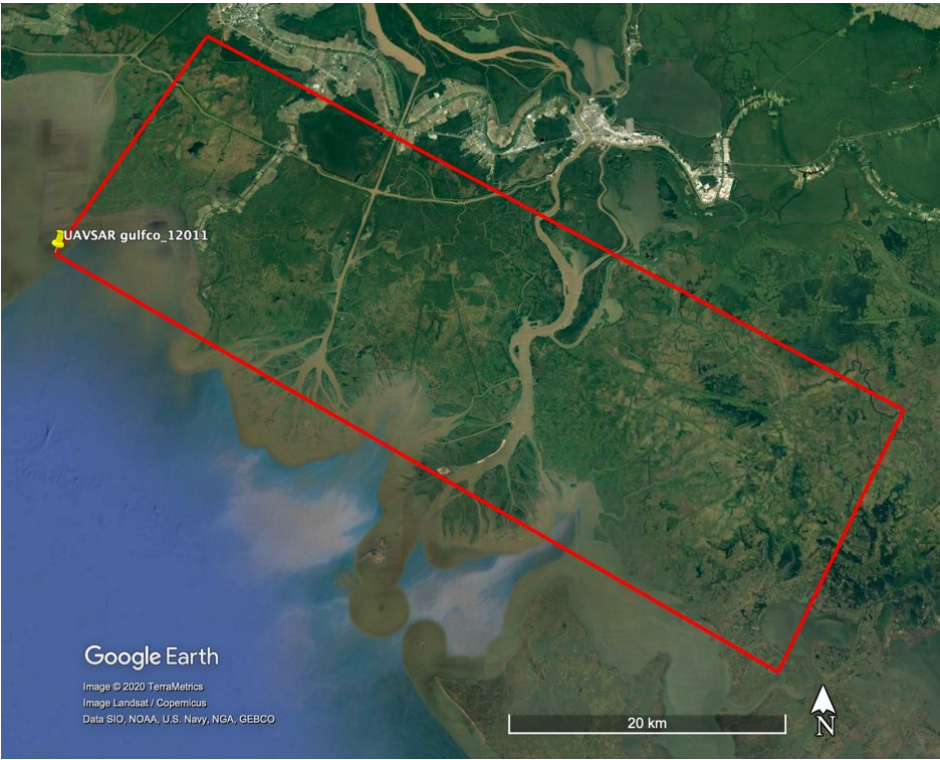 UAVSAR gulfco_12011
Google Earth
Image © 2020 TerraMetrics
Image Landsat / Copernicus
Data SIO, NOAA, U.S. Navy, NGA, GEBCO
20 km
N